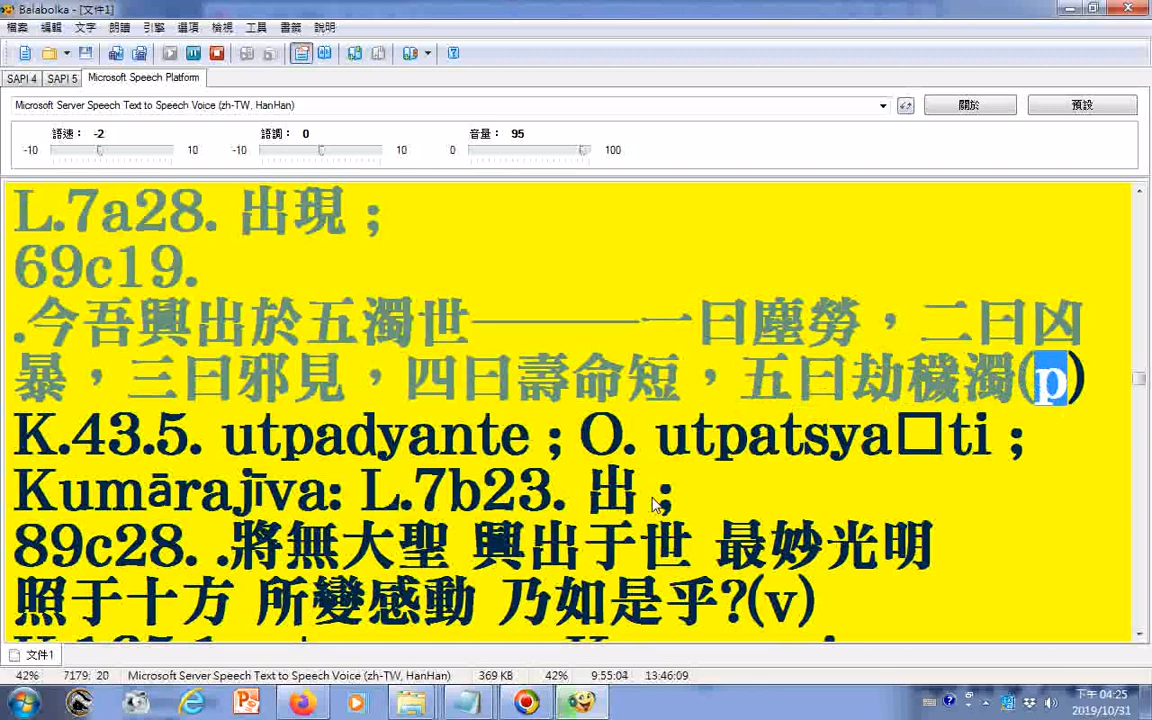 Balabolka - [文件1]
檔案 編輯 文字 朗讀 引擎 選項 檢視 工具 書籤 說明
SAPI 4 SAPI 5 Microsoft Speech Platform
Microsoft Server Speech Text to Speech Voice (zh-TW, HanHan) 關於 預設
語速： -2 語調： 0 音量： 95
-10 10 -10 10 0 100
L.7a28. 出現；
69c19.
.今吾興出於五濁世————一曰塵勞，二曰凶
暴，三曰邪見，四曰壽命短，五曰劫穢濁(p)
K.43.5. utpadyante ; O. utpatsya□ti ;
Kumārajīva: L.7b23. 出 ;
89c28. .將無大聖 興出于世 最妙光明
照于十方 所變感動 乃如是乎?(v)
文件1
42% 7179: 20 Microsoft Server Speech Text to Speech Voice (zh-TW, HanHan) 369 KB 42% 9:55:04 13:46:09
下午 04:25
2019/10/31